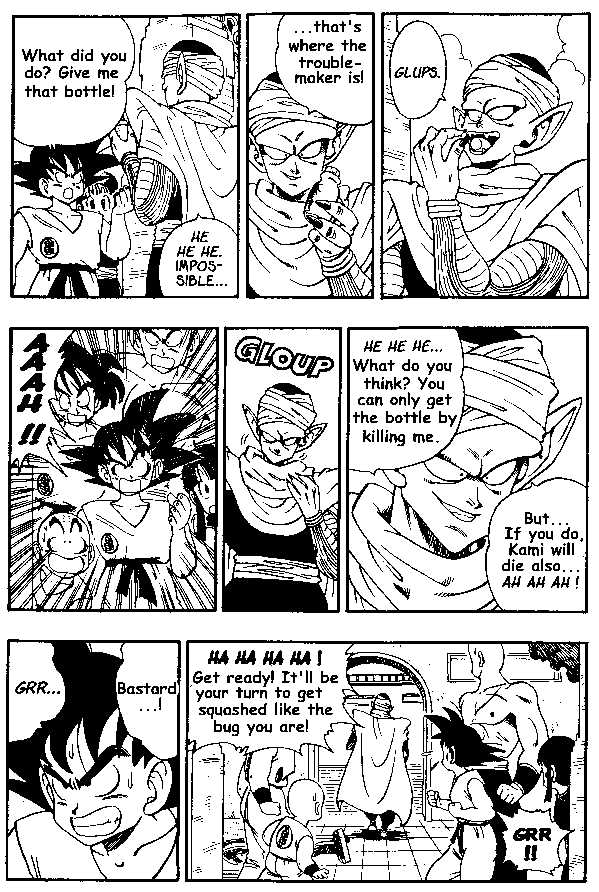 What did you
do? Give me
that bottle!
HE
HE HE.
IMPOS-
SIBLE...
...that's
where the
trouble-
maker is!
GLUPS.
AAAH !!
GLOUP
HE HE HE...
What do you
think? You
can only get
the bottle by
killing me.
But...
If you do,
Kami will
die also...
AH AH AH !
GRR...
Bastard
...!
HA HA HA HA !
Get ready! It'll be
your turn to get
squashed like the
bug you are!
GRR
!!